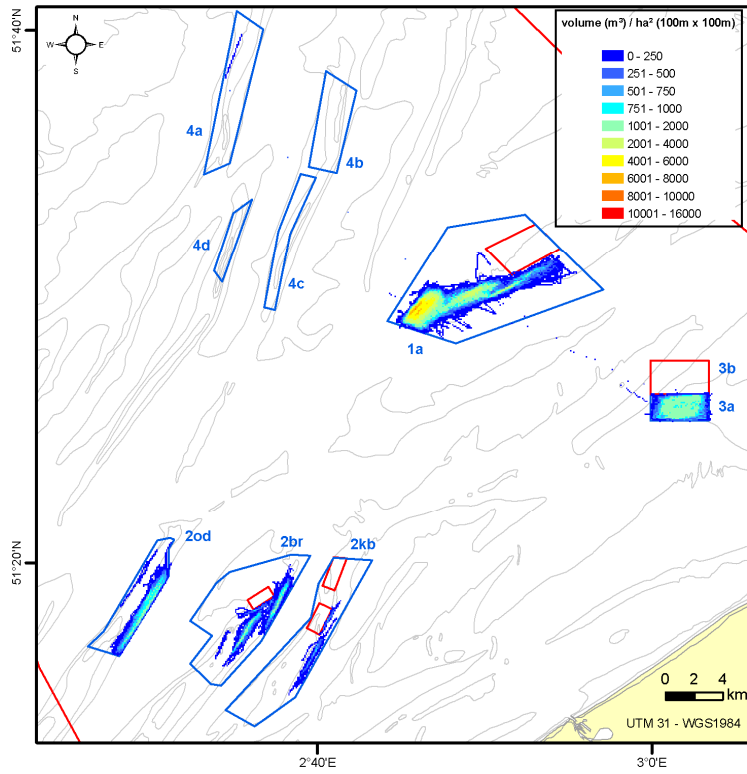 51°40'N
N
W E
S
volume (m³) / ha² (100m x 100m)
0 - 250
251 - 500
501 - 750
751 - 1000
1001 - 2000
2001 - 4000
4001 - 6000
6001 - 8000
8001 - 10000
10001 - 16000
4a
4b
4d
4c
1a
3b
3a
2od
2br
2kb
51°20'N
0 2 4
km
UTM 31 - WGS1984
2°40'E
3°0'E